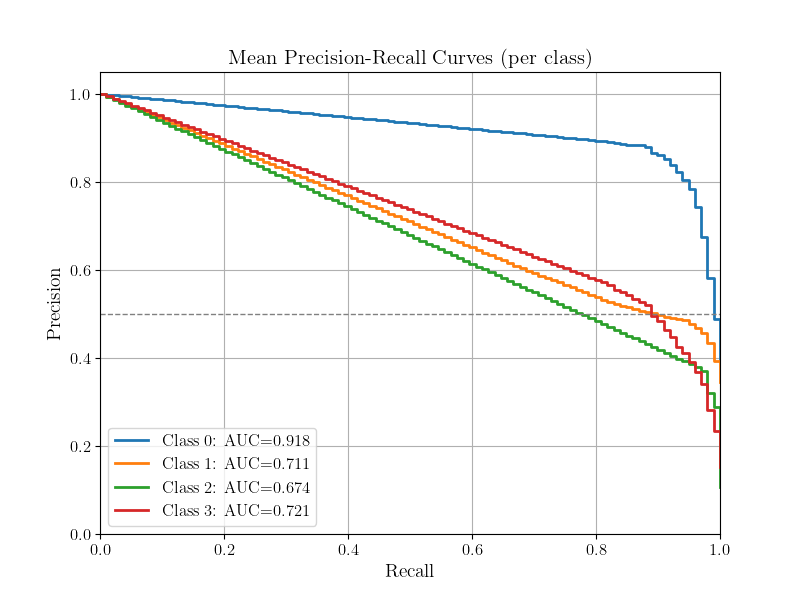 Mean Precision-Recall Curves (per class)
Precision
1.0
0.8
0.6
0.4
0.2
0.0
Class 0: AUC=0.918
Class 1: AUC=0.711
Class 2: AUC=0.674
Class 3: AUC=0.721
0.0 0.2 0.4 0.6 0.8 1.0
Recall